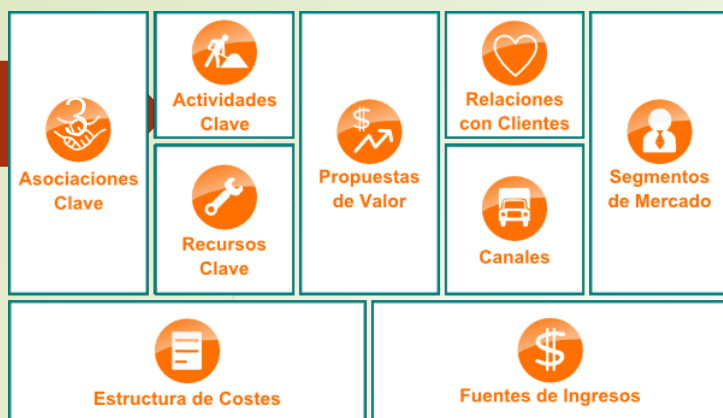 3
Asociaciones
Clave
Actividades
Clave
Recursos
Clave
$
Propuestas
de Valor
Relaciones
con Clientes
Canales
Segmentos
de Mercado
Estructura de Costes
$
Fuentes de Ingresos